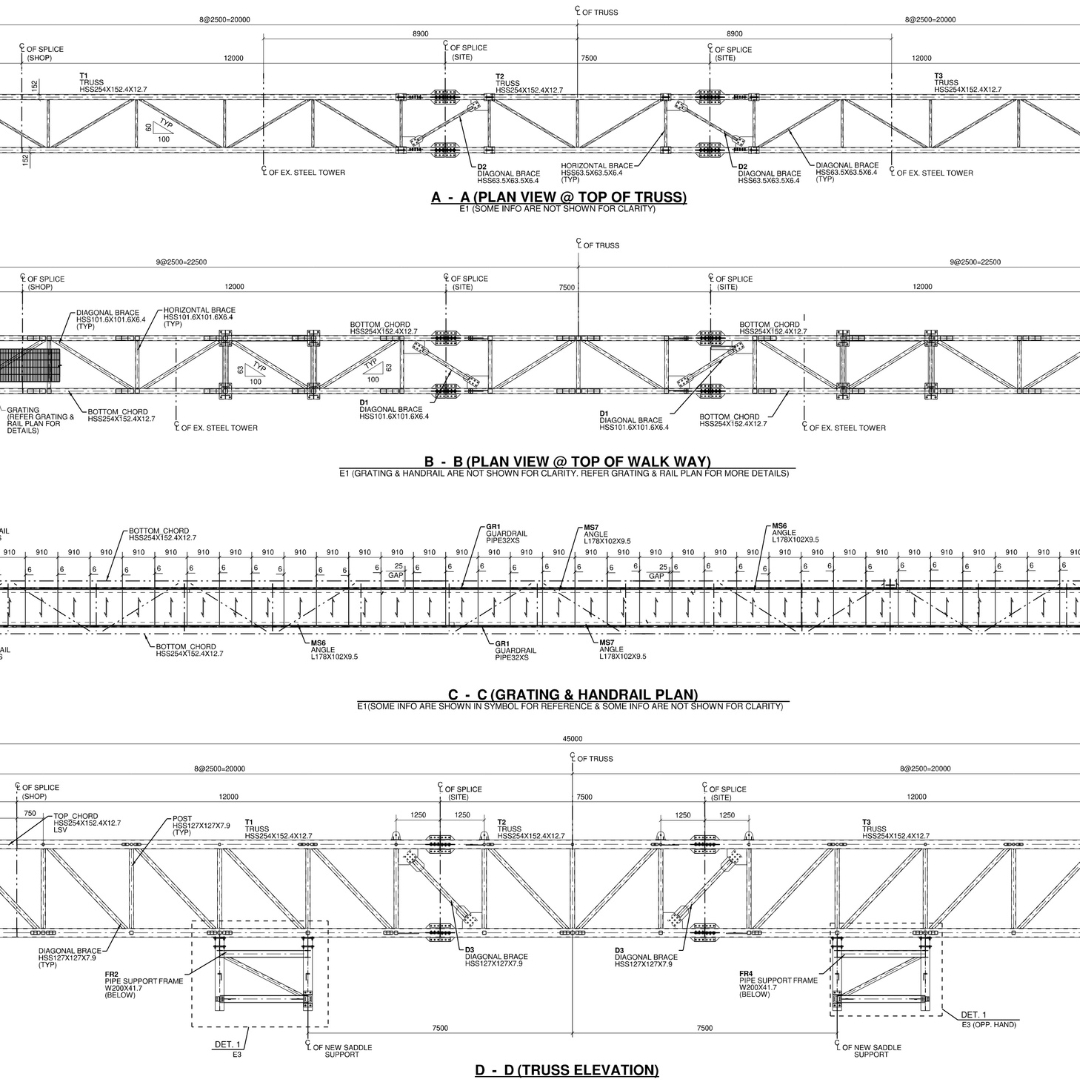 ℄ OF TRUSS
8@2500=20000
8@2500=20000
8900
8900
℄ OF SPLICE
(SHOP)
℄ OF SPLICE
(SITE)
℄ OF SPLICE
(SITE)
12000
7500
12000
T1
TRUSS
HSS254X152.4X12.7
T2
TRUSS
HSS254X152.4X12.7
T3
TRUSS
HSS254X152.4X12.7
152
60
TYP
100
152
℄ OF EX. STEEL TOWER
D2
DIAGONAL BRACE
HSS63.5X63.5X6.4
HORIZONTAL BRACE
HSS63.5X63.5X6.4
(TYP)
D2
DIAGONAL BRACE
HSS63.5X63.5X6.4
DIAGONAL BRACE
HSS63.5X63.5X6.4
(TYP)
℄ OF EX. STEEL TOWER
A - A (PLAN VIEW @ TOP OF TRUSS)
E1 (SOME INFO ARE NOT SHOWN FOR CLARITY)
℄ OF TRUSS
9@2500=22500
9@2500=22500
℄ OF SPLICE
(SHOP)
℄ OF SPLICE
(SITE)
℄ OF SPLICE
(SITE)
12000
7500
12000
DIAGONAL BRACE
HSS101.6X101.6X6.4
(TYP)
HORIZONTAL BRACE
HSS101.6X101.6X6.4
(TYP)
BOTTOM CHORD
HSS254X152.4X12.7
BOTTOM CHORD
HSS254X152.4X12.7
63
TYP
100
TYP
63
100
GRATING
(REFER GRATING &
RAIL PLAN FOR
DETAILS)
BOTTOM CHORD
HSS254X152.4X12.7
℄ OF EX. STEEL TOWER
D1
DIAGONAL BRACE
HSS101.6X101.6X6.4
D1
DIAGONAL BRACE
HSS101.6X101.6X6.4
BOTTOM CHORD
HSS254X152.4X12.7
℄ OF EX. STEEL TOWER
B - B (PLAN VIEW @ TOP OF WALK WAY)
E1 (GRATING & HANDRAIL ARE NOT SHOWN FOR CLARITY. REFER GRATING & RAIL PLAN FOR MORE DETAILS)
BOTTOM CHORD
HSS254X152.4X12.7
GR1
GUARDRAIL
PIPE32XS
MS7
ANGLE
L178X102X9.5
MS6
ANGLE
L178X102X9.5
910 910 910 910 910 910 910 910 910 910 910 910 910 910 910 910 910 910 910 910 910 910 910 910 910 910 910 910 910 910 910 910 910 910
6 6 6 6 6 6 6 6 6 6 6 6 25 6 6 6 6 6 6 6 6 25 6 6 6 6 6 6 6 6 6 6 6 6
GAP
GAP
BOTTOM CHORD
HSS254X152.4X12.7
MS6
ANGLE
L178X102X9.5
GR1
GUARDRAIL
PIPE32XS
MS7
ANGLE
L178X102X9.5
C - C (GRATING & HANDRAIL PLAN)
E1(SOME INFO ARE SHOWN IN SYMBOL FOR REFERENCE & SOME INFO ARE NOT SHOWN FOR CLARITY)
45000
℄ OF TRUSS
8@2500=20000
8@2500=20000
℄ OF SPLICE
(SHOP)
℄ OF SPLICE
(SITE)
℄ OF SPLICE
(SITE)
12000
7500
12000
750
TOP CHORD
HSS254X152.4X12.7
LSV
POST
HSS127X127X7.9
(TYP)
T1
TRUSS
HSS254X152.4X12.7
1250
1250
T2
TRUSS
HSS254X152.4X12.7
1250
1250
T3
TRUSS
HSS254X152.4X12.7
DIAGONAL BRACE
HSS127X127X7.9
(TYP)
FR2
PIPE SUPPORT FRAME
W200X41.7
(BELOW)
D3
DIAGONAL BRACE
HSS127X127X7.9
D3
DIAGONAL BRACE
HSS127X127X7.9
FR4
PIPE SUPPORT FRAME
W200X41.7
(BELOW)
DET. 1
E3
DET. 1
E3 (OPP. HAND)
7500
7500
℄ OF NEW SADDLE
SUPPORT
℄ OF NEW SADDLE
SUPPORT
D - D (TRUSS ELEVATION)